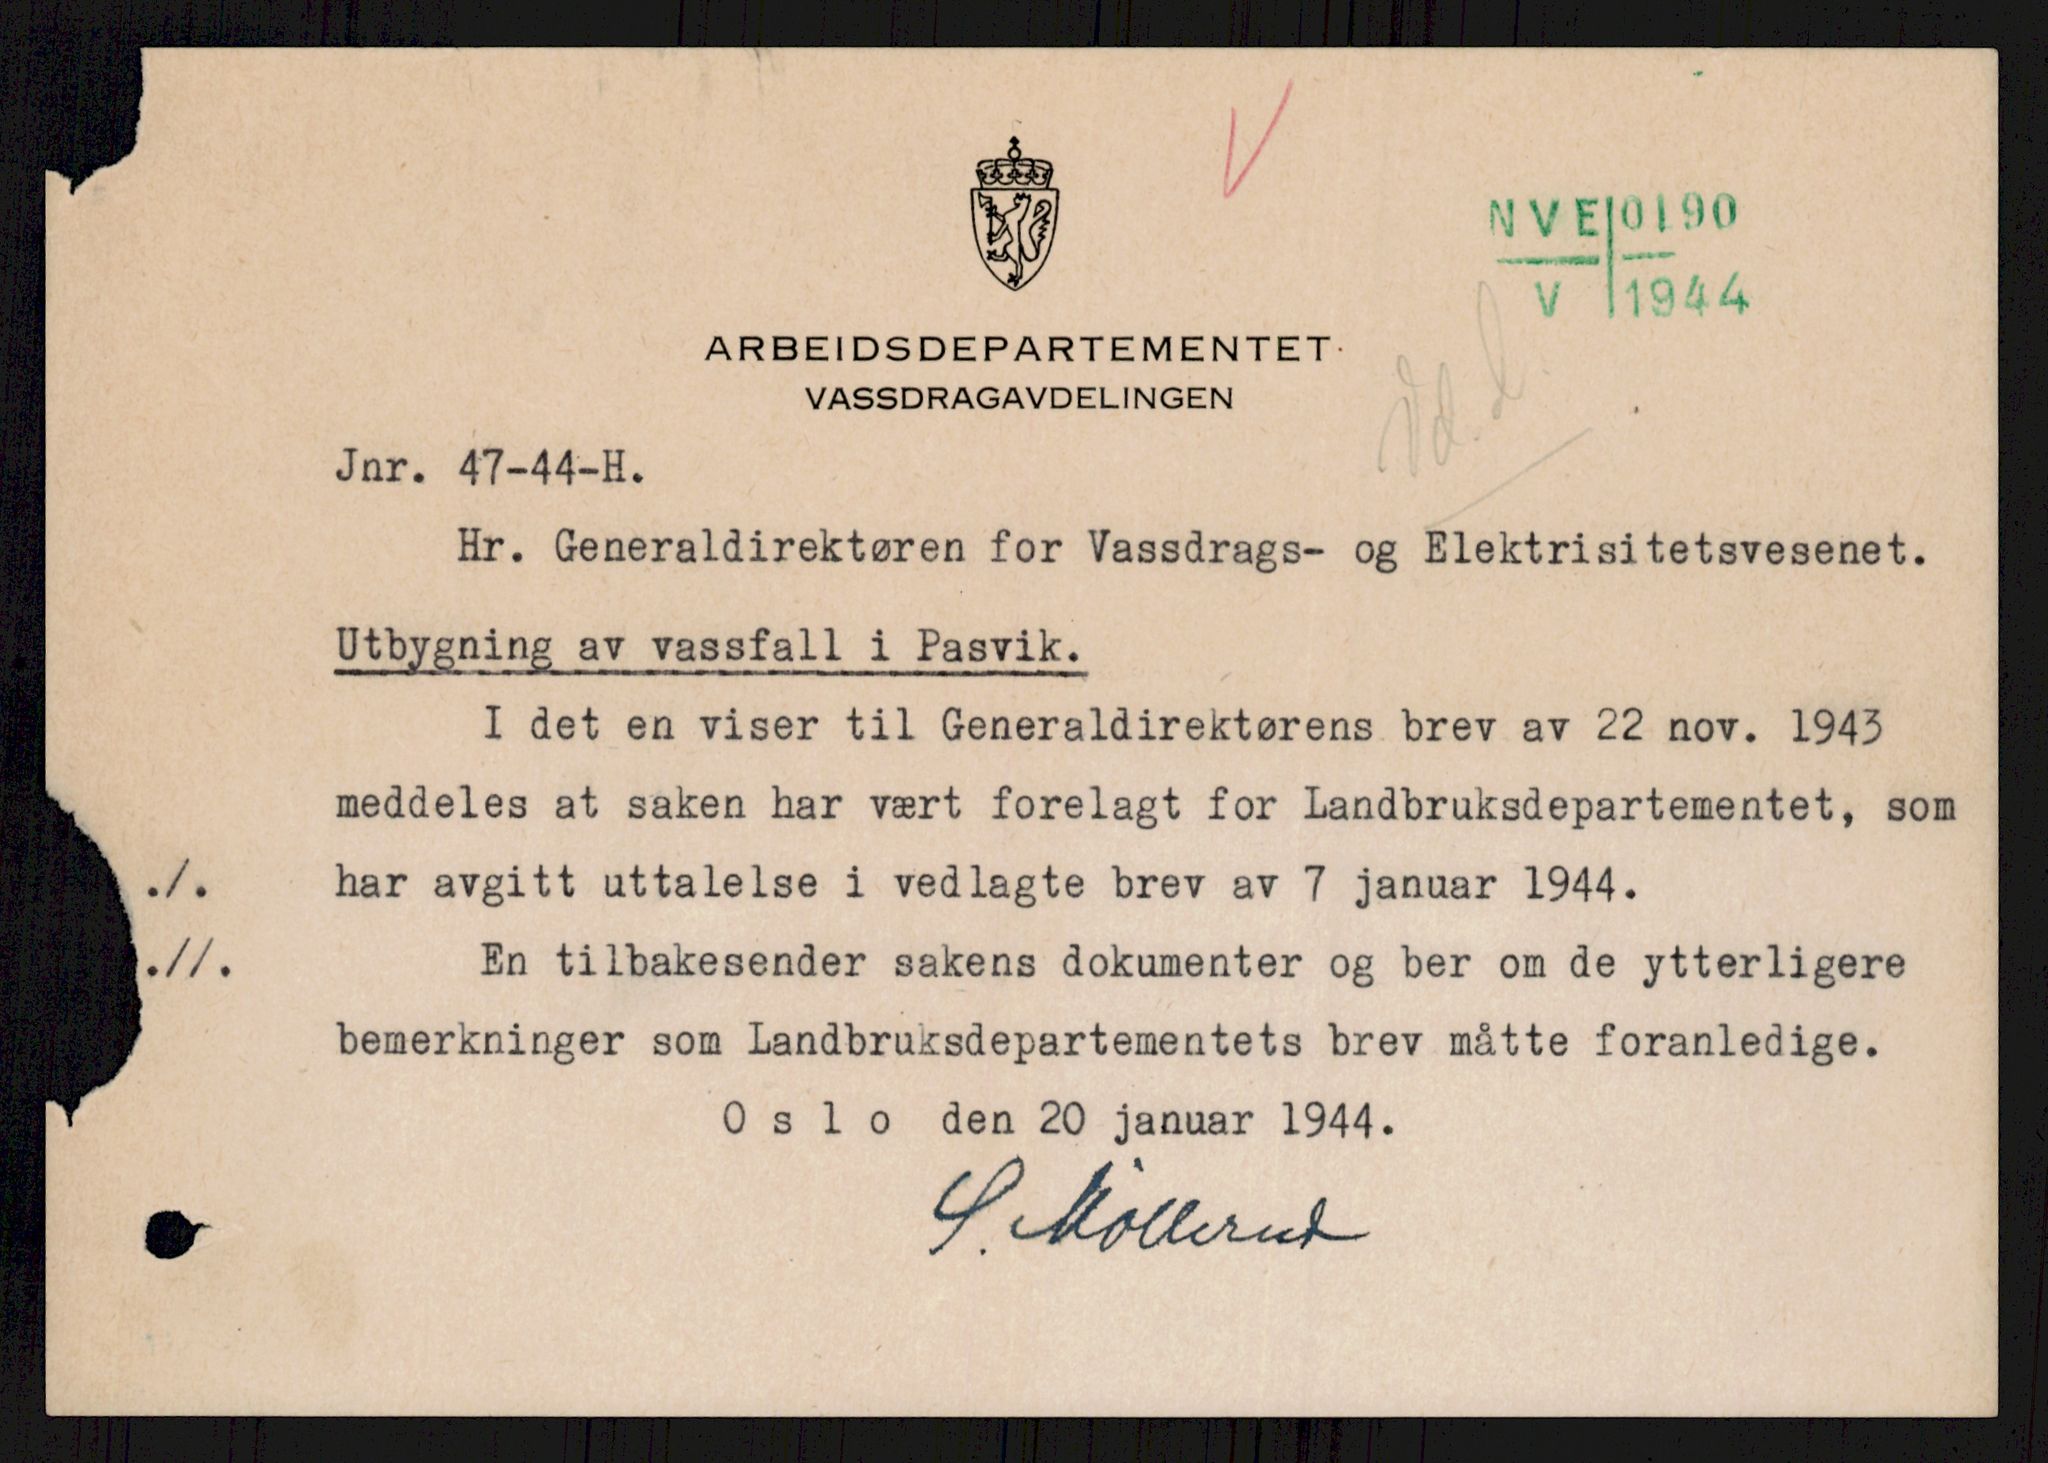 NVE 0190
V 1944
ARBEIDSDEPARTEMENTET
VASSDRAGAVDELINGEN
Jnr. 47-44-H.
Hr. Generaldirektøren for Vassdrags- og Elektrisitetsvesenet.
Utbygning av vassfall i Pasvik.
I det en viser til Generaldirektørens brev av 22 nov. 1943
meddeles at saken har vært forelagt for Landbruksdepartementet, som
./. har avgitt uttalelse i vedlagte brev av 7 januar 1944.
.//. En tilbakesender sakens dokumenter og ber om de ytterligere
bemerkninger som Landbruksdepartementets brev måtte foranledige.
O s l o den 20 januar 1944.
S. Möllerud